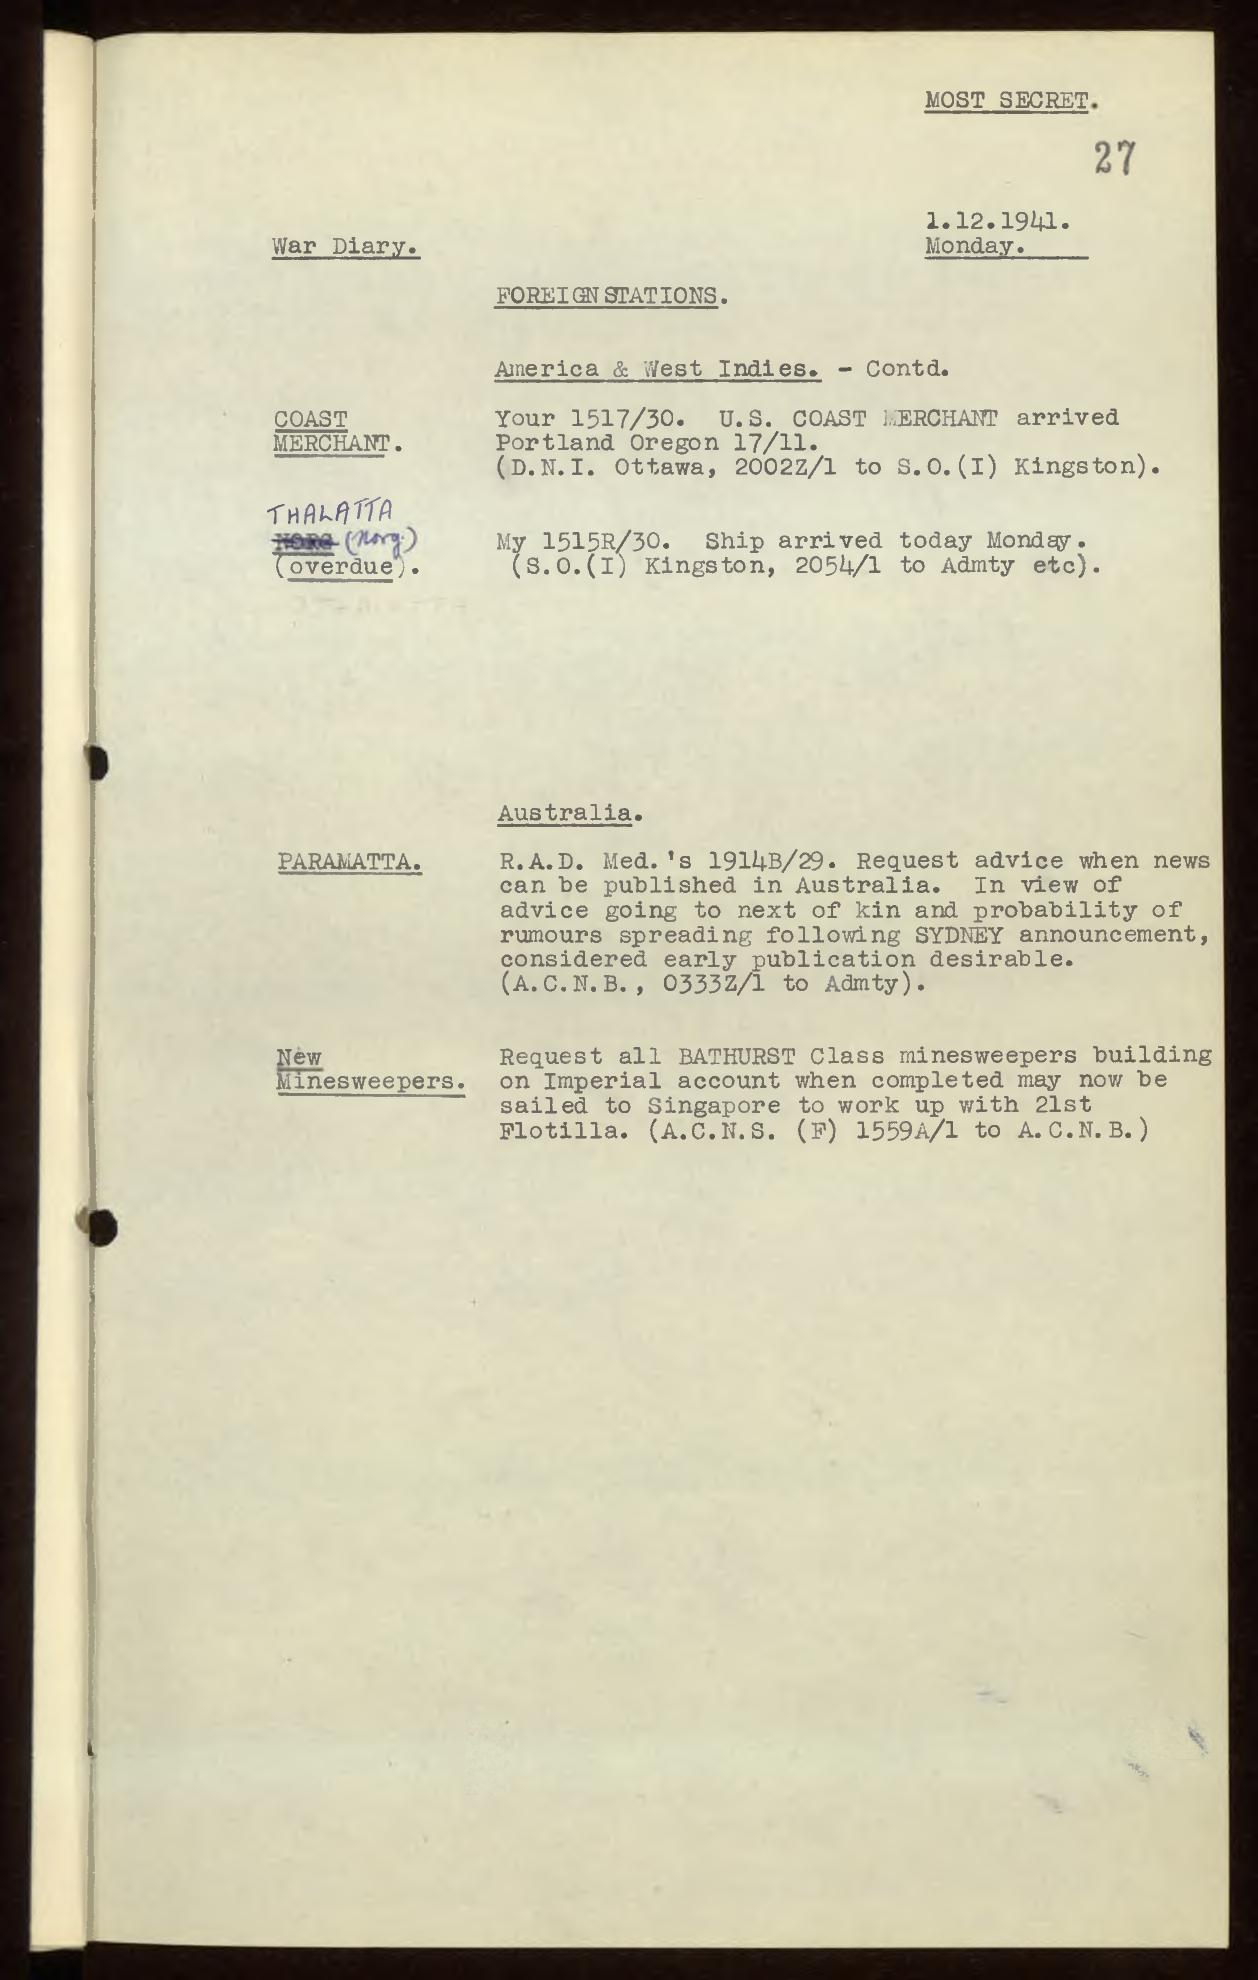 MOST SECRET.
27
1.12.1941.
War Diary.
Monday.
FOREIGN STATIONS.
America & West Indies. - Contd.
COAST
MERCHANT.
Your 1517/30. U.S. COAST MERCHANT arrived
Portland Oregon 17/11.
(D.N.I. Ottawa, 2002Z/1 to S.O.(I) Kingston).
THALATTA
NORG (Norg.)
(overdue).
My 1515R/30. Ship arrived today Monday.
(S.O.(I) Kingston, 2054/1 to Admty etc).
Australia.
PARAMATTA.
R.A.D. Med.'s 1914B/29. Request advice when news
can be published in Australia. In view of
advice going to next of kin and probability of
rumours spreading following SYDNEY announcement,
considered early publication desirable.
(A.C.N.B., 0333Z/1 to Admty).
New
Minesweepers.
Request all BATHURST Class minesweepers building
on Imperial account when completed may now be
sailed to Singapore to work up with 21st
Flotilla. (A.C.N.S. (F) 1559A/1 to A.C.N.B.)